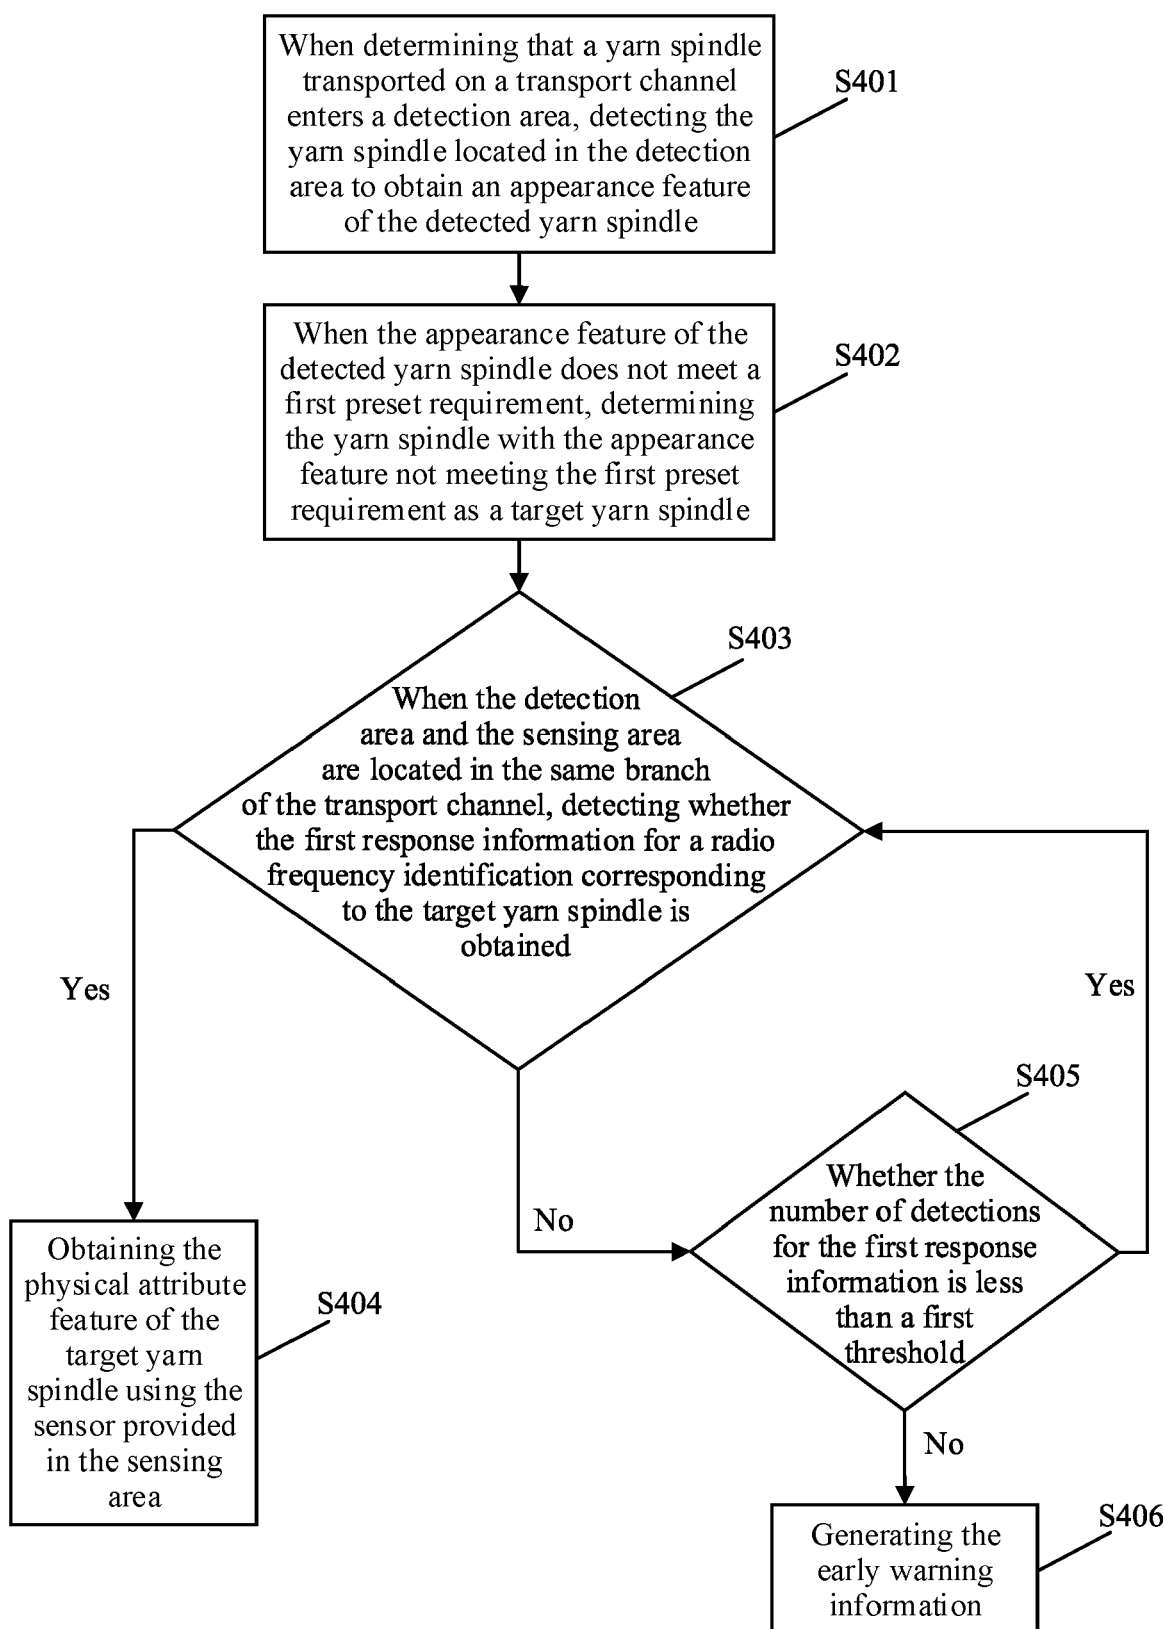 When determining that a yarn spindle
transported on a transport channel
enters a detection area, detecting the
yarn spindle located in the detection
area to obtain an appearance feature
of the detected yarn spindle
S401
When the appearance feature of the
detected yarn spindle does not meet a
first preset requirement, determining
the yarn spindle with the appearance
feature not meeting the first preset
requirement as a target yarn spindle
S402
S403
When the detection
area and the sensing area
are located in the same branch
of the transport channel, detecting whether
the first response information for a radio
frequency identification corresponding
to the target yarn spindle is
obtained
Yes
Yes
No
S405
Whether the
number of detections
for the first response
information is less
than a first
threshold
Obtaining the
physical attribute
feature of the
target yarn
spindle using the
sensor provided
in the sensing
area
S404
No
Generating the
early warning
information
S406